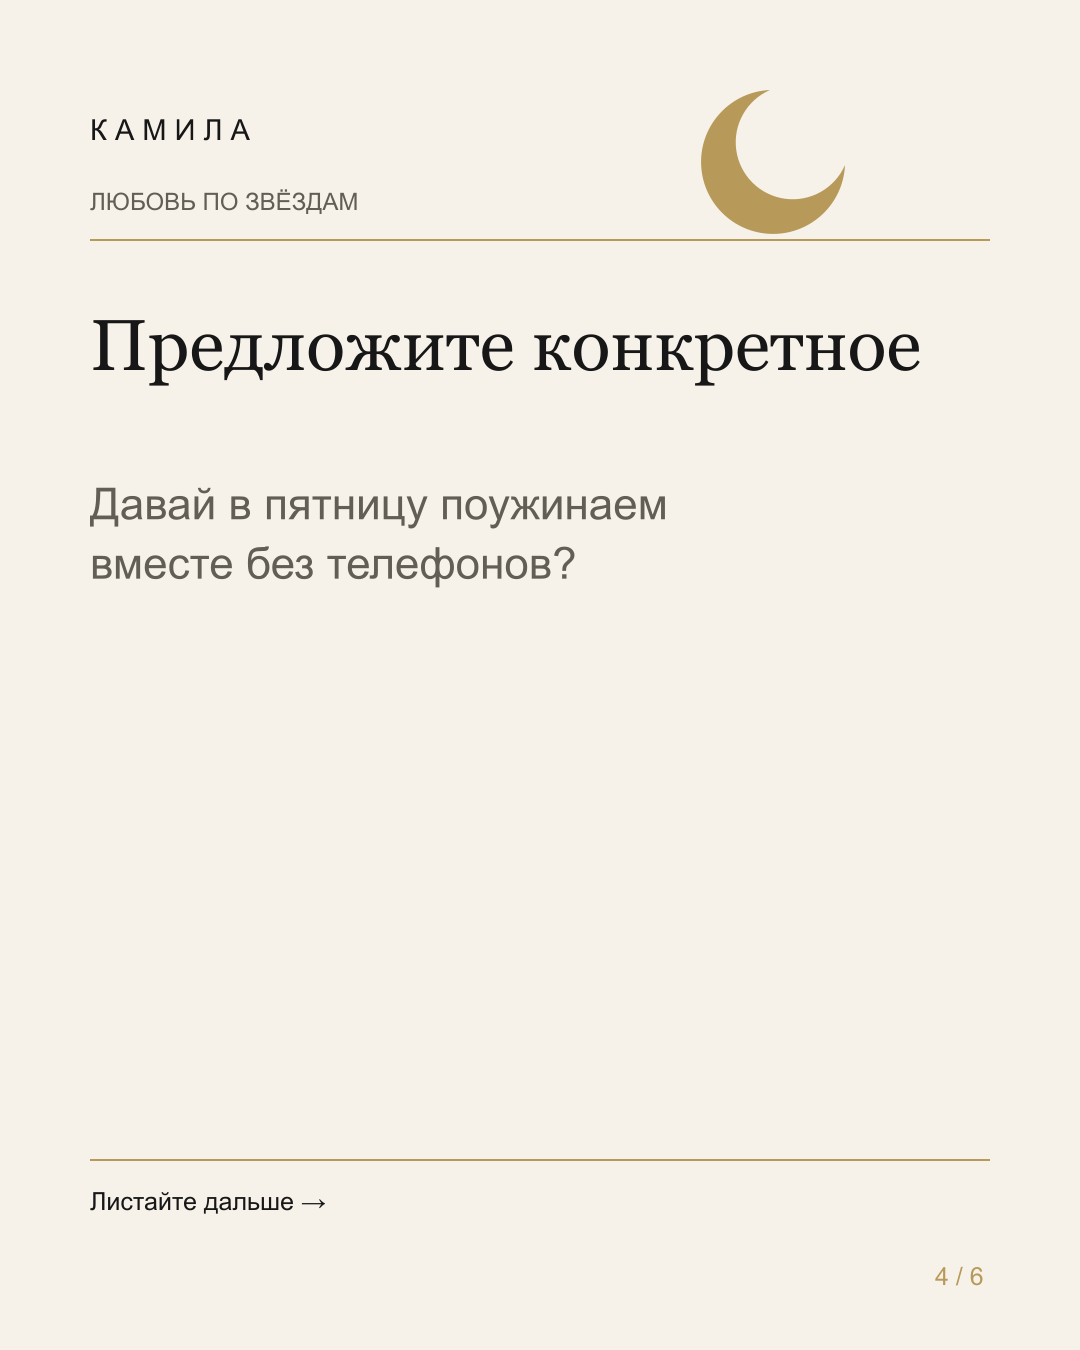 КАМИЛА
ЛЮБОВЬ ПО ЗВЁЗДАМ
Предложите конкретное
Давай в пятницу поужинаем
вместе без телефонов?
Листайте дальше →
4 / 6